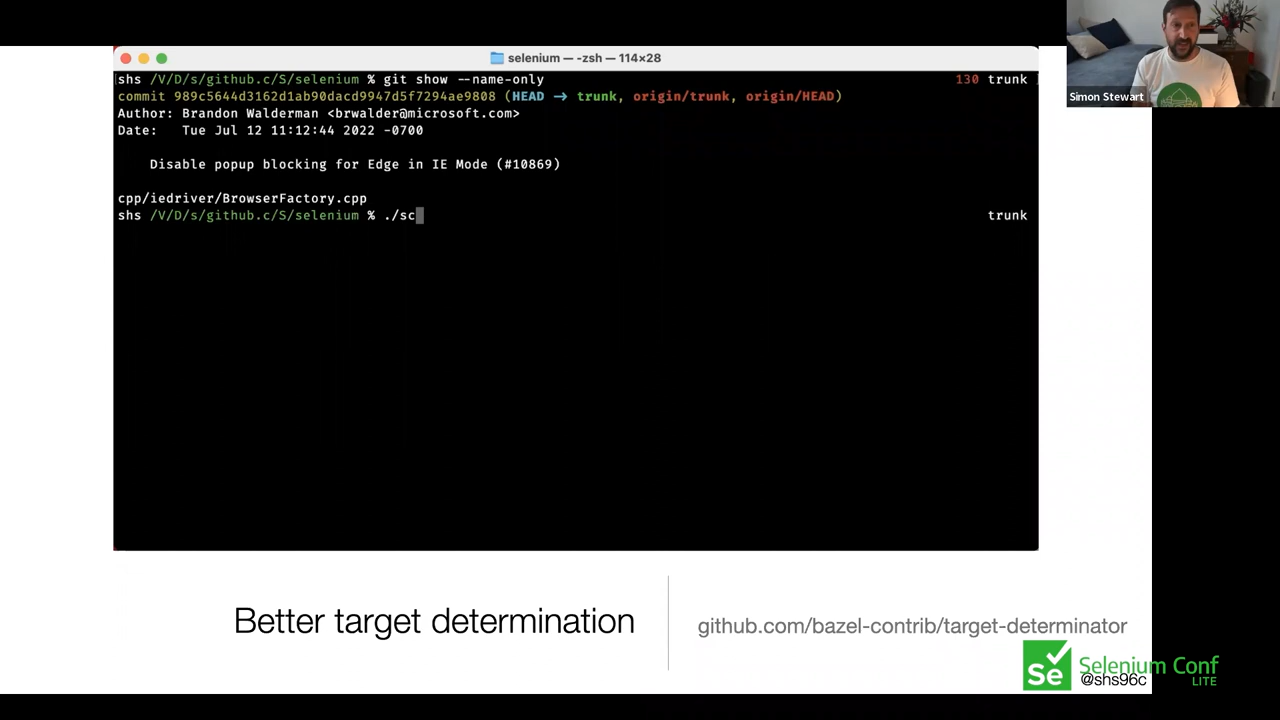 selenium — -zsh — 114×28
shs /V/D/s/github.c/S/selenium % git show --name-only 130 trunk
commit 989c5644d3162d1ab90dacd9947d5f7294ae9808 (HEAD -> trunk, origin/trunk, origin/HEAD)
Author: Brandon Walderman <brwalder@microsoft.com>
Date: Tue Jul 12 11:12:44 2022 -0700
Disable popup blocking for Edge in IE Mode (#10869)
cpp/iedriver/BrowserFactory.cpp
shs /V/D/s/github.c/S/selenium % ./sc trunk
Simon Stewart
Better target determination
github.com/bazel-contrib/target-determinator
Se
Selenium Conf
LITE
@shs96c